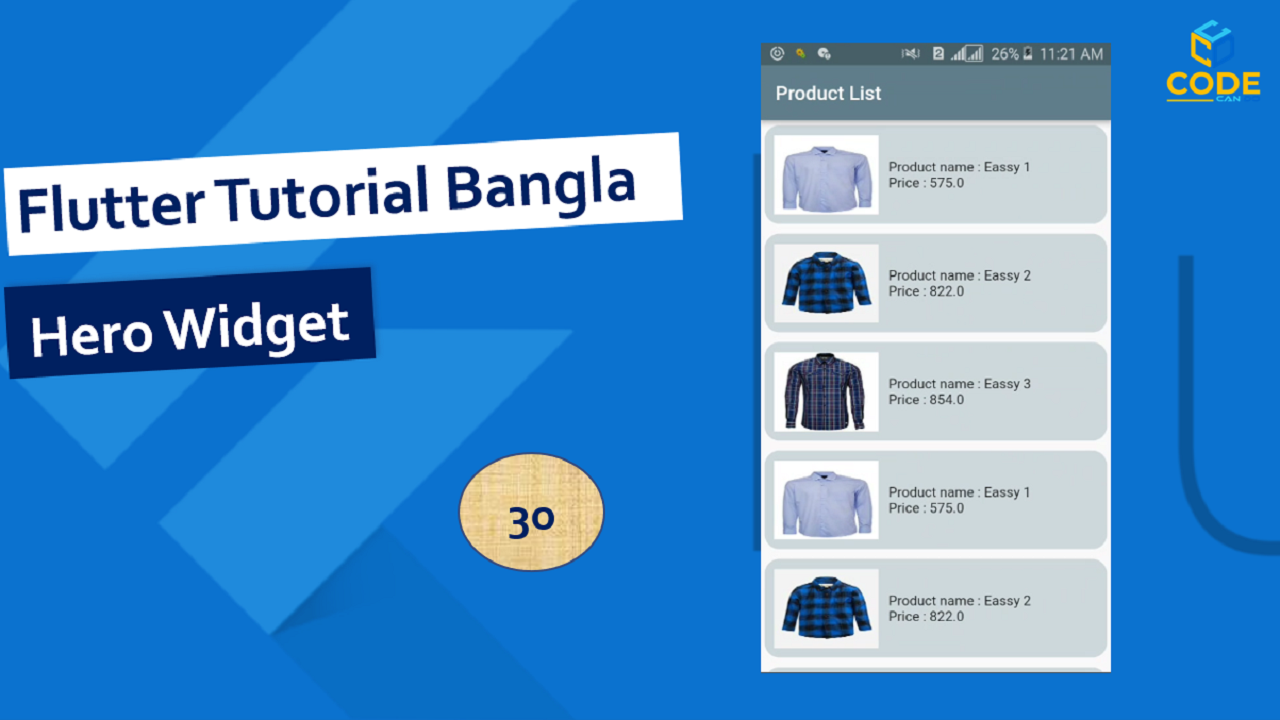 Flutter Tutorial Bangla
Hero Widget
30
2 26% 11:21 AM
Product List
Product name : Eassy 1
Price : 575.0
Product name : Eassy 2
Price : 822.0
Product name : Eassy 3
Price : 854.0
Product name : Eassy 1
Price : 575.0
Product name : Eassy 2
Price : 822.0
CODE
CAN